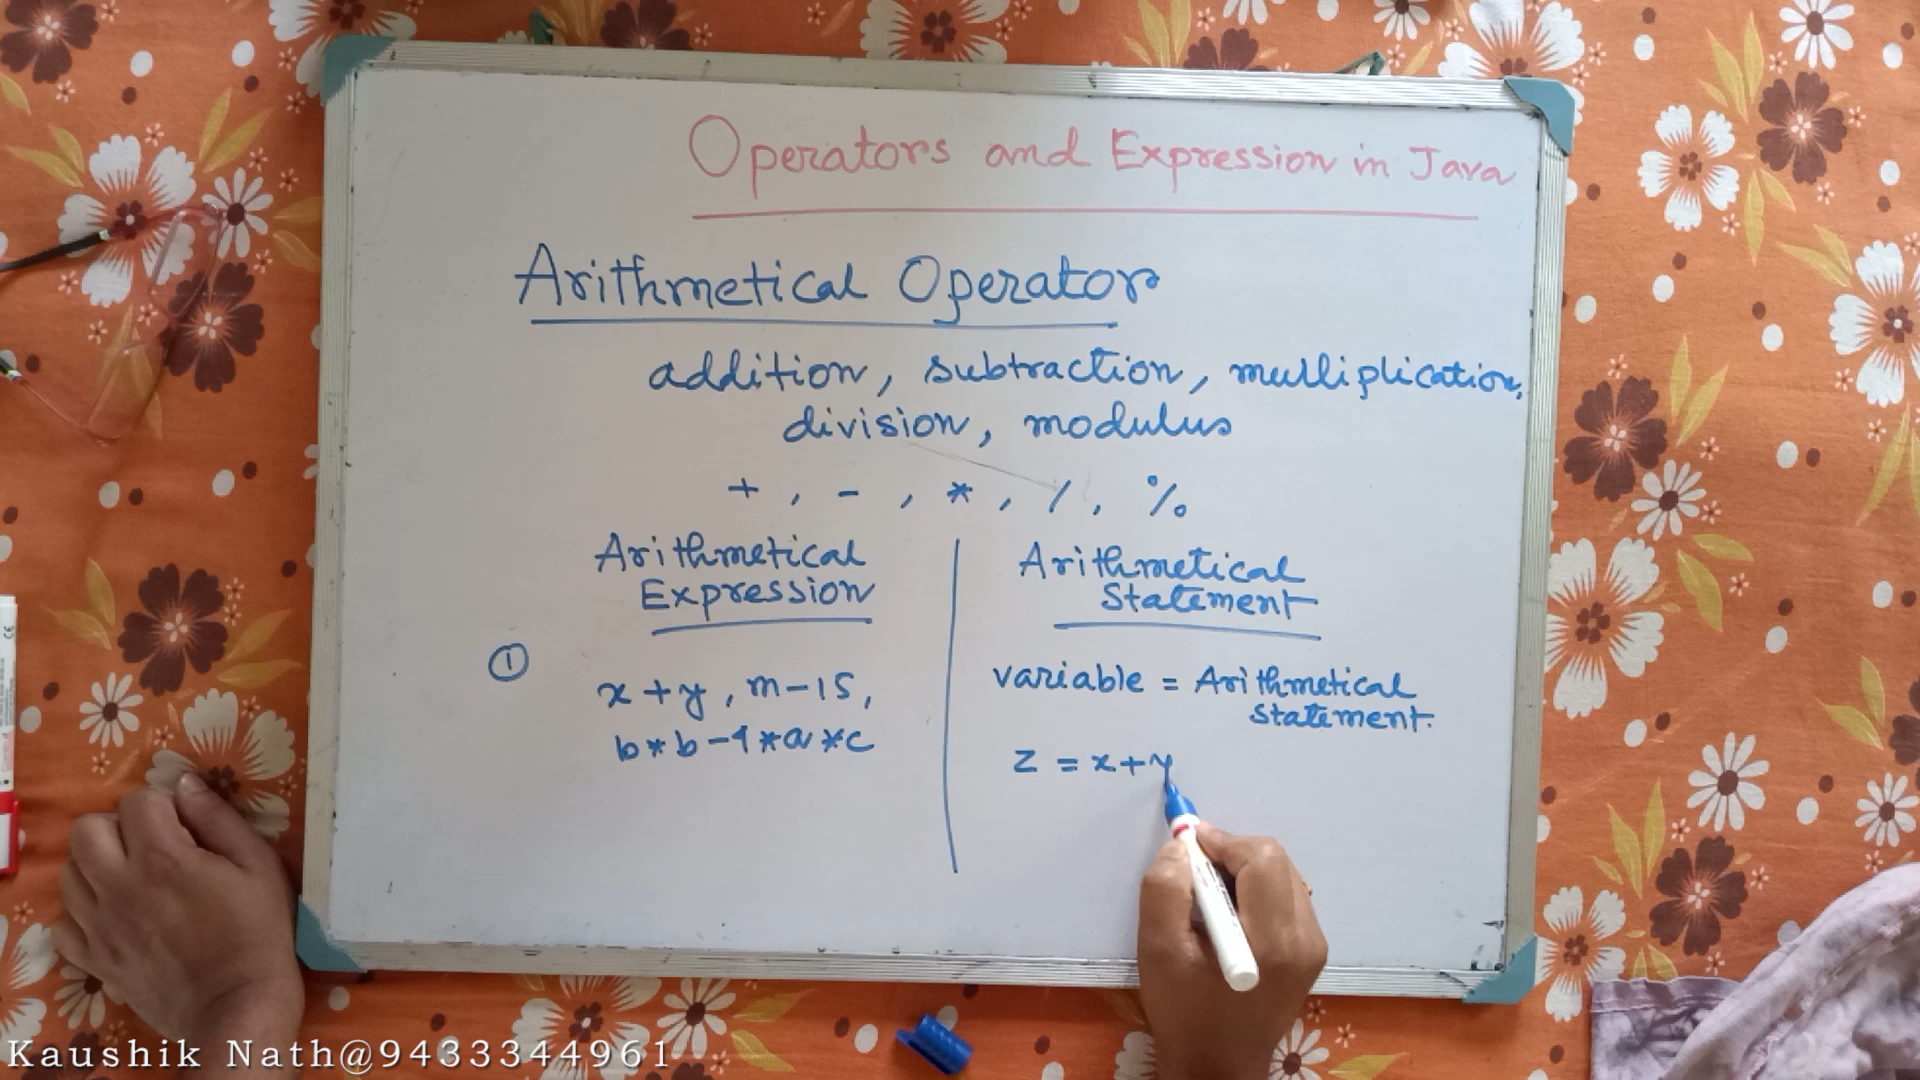 Operators and Expression in Java
Arithmetical Operator
addition, subtraction, multiplication,
division, modulus
+ , - , * , / , %
Arithmetical
Expression
①
x + y , m - 15 ,
b * b - 4 * a * c
Arithmetical
Statement
variable = Arithmetical
Statement.
z = x + y
Kaushik Nath@9433344961